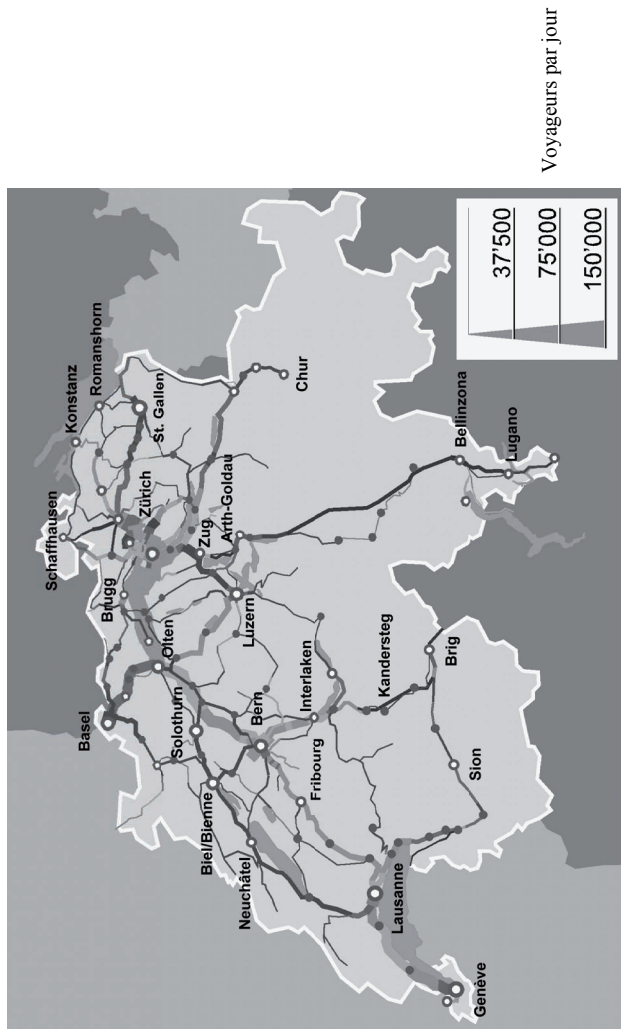 Schaffhausen
Konstanz
Romanshorn
Basel
Brugg
Zürich
St. Gallen
Olten
Zug
Arth-Goldau
Solothurn
Biel/Bienne
Luzern
Chur
Neuchâtel
Bern
Interlaken
Fribourg
Kandersteg
Bellinzona
Lausanne
Brig
Lugano
Sion
Genève
37'500
75'000
150'000
Voyageurs par jour